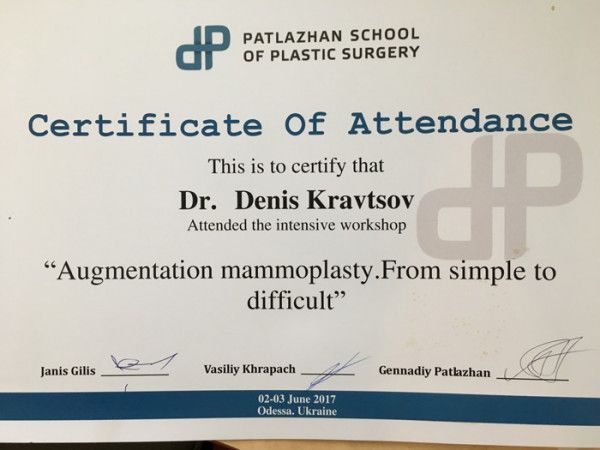 dP PATLAZHAN SCHOOL
OF PLASTIC SURGERY
Certificate Of Attendance
This is to certify that
Dr. Denis Kravtsov
Attended the intensive workshop
dP
“Augmentation mammoplasty.From simple to
difficult”
Janis Gilis Vasiliy Khrapach Gennadiy Patlazhan
02-03 June 2017
Odessa. Ukraine